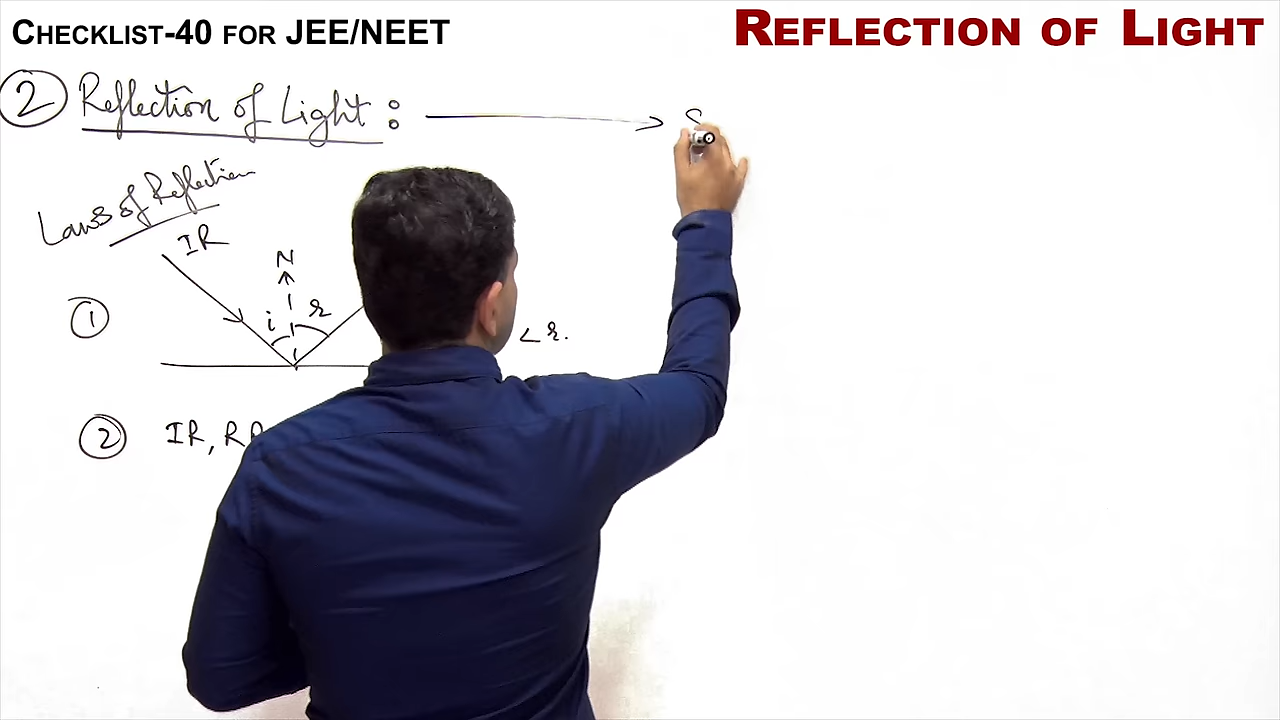 CHECKLIST-40 FOR JEE/NEET
REFLECTION OF LIGHT
2 Reflection of Light :
S
Laws of Reflection
IR
N
1
i
r
< r.
2 IR, RR